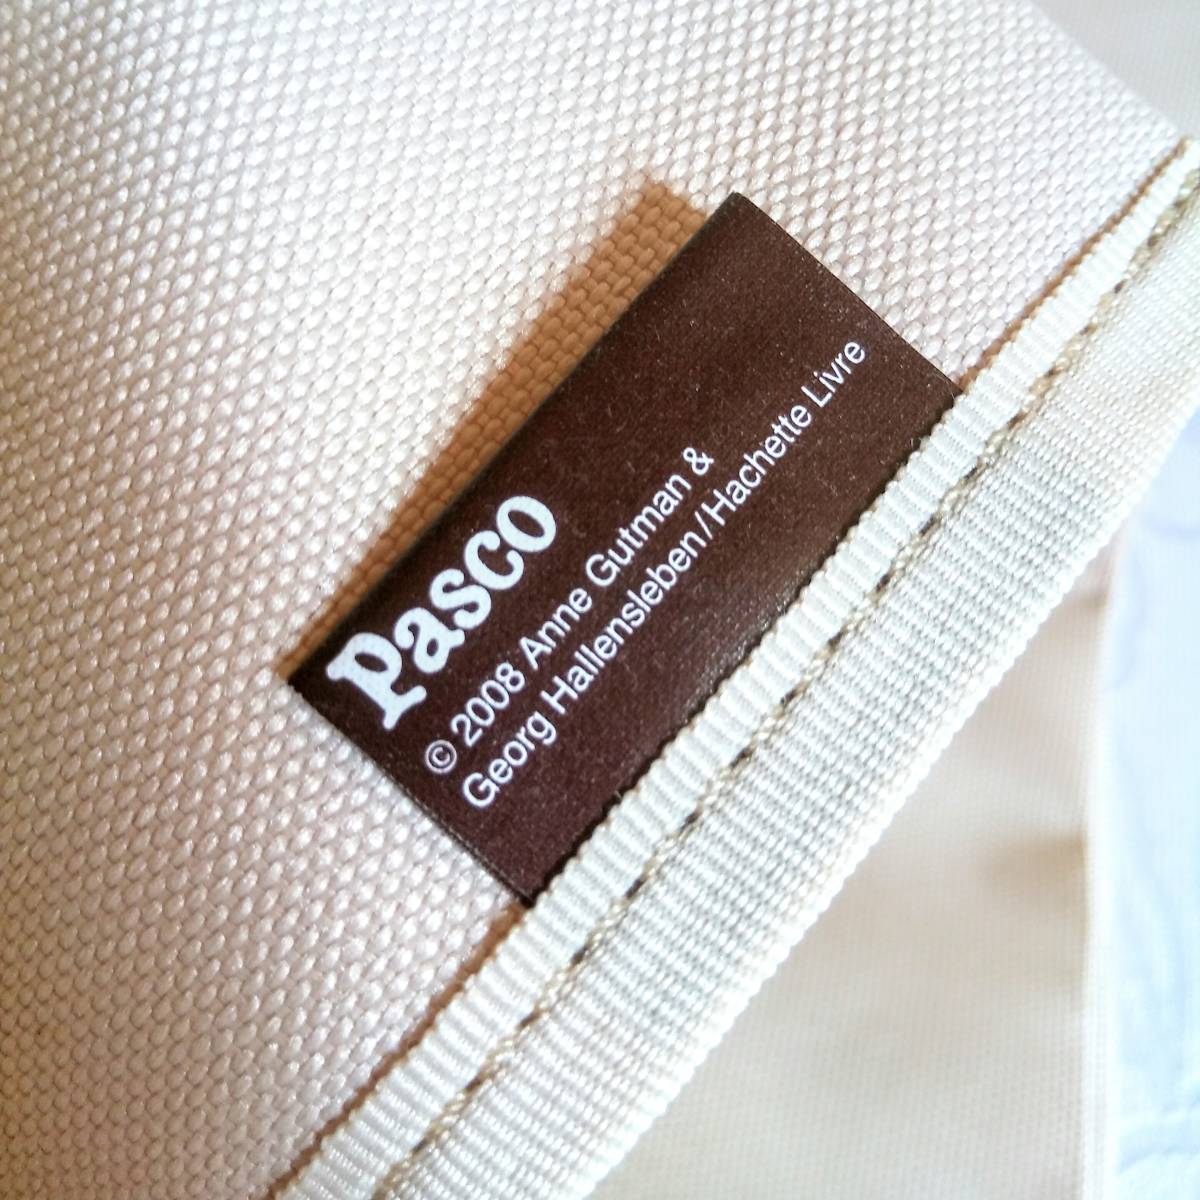 Pasco
© 2008 Anne Gutman &
Georg Hallensleben/Hachette Livre